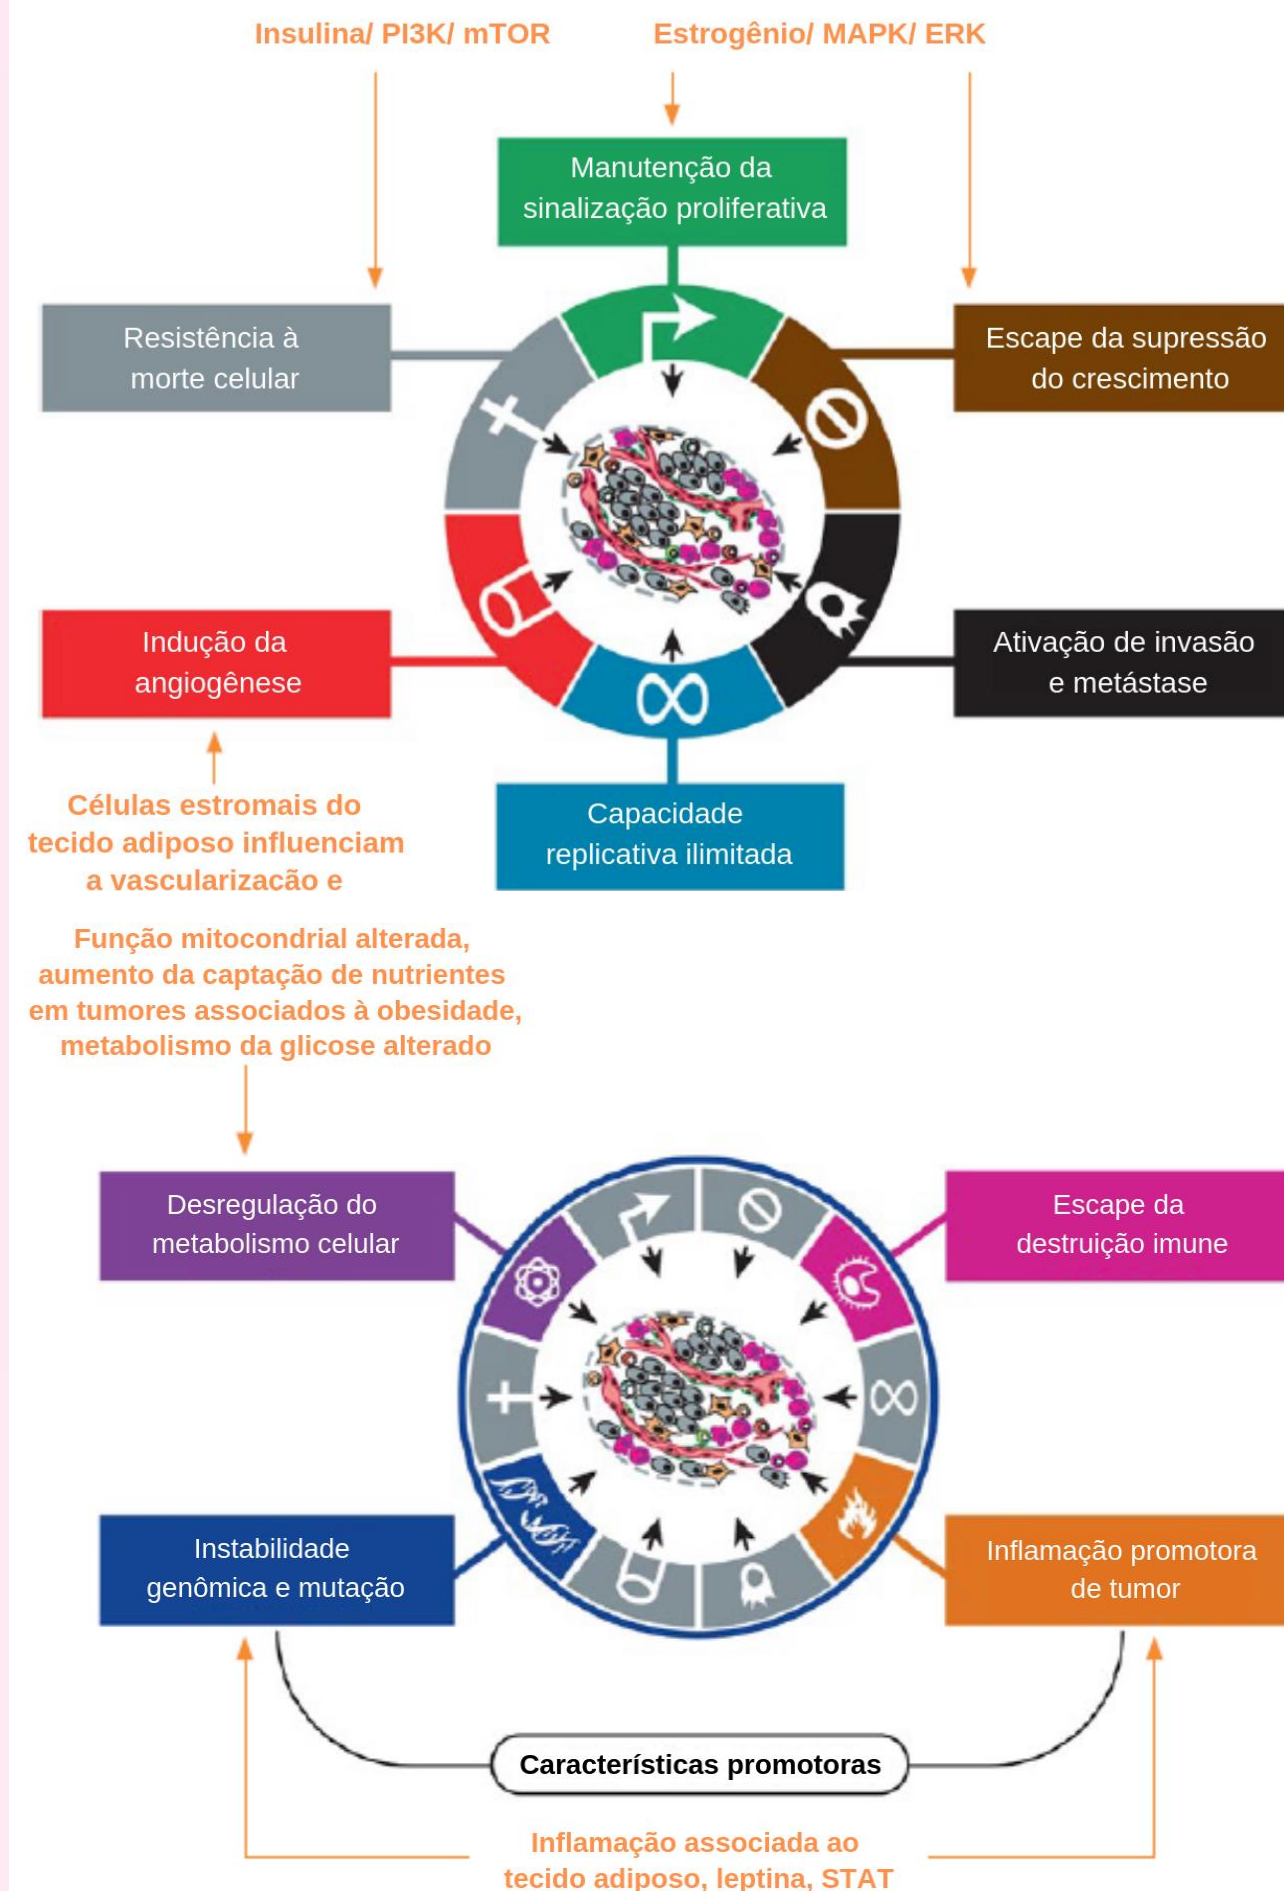 Insulina/ PI3K/ mTOR
Estrogênio/ MAPK/ ERK
Manutenção da
sinalização proliferativa
Resistência à
morte celular
Escape da supressão
do crescimento
Indução da
angiogênese
Ativação de invasão
e metástase
Células estromais do
tecido adiposo influenciam
a vascularizacão e
Capacidade
replicativa ilimitada
Função mitocondrial alterada,
aumento da captação de nutrientes
em tumores associados à obesidade,
metabolismo da glicose alterado
Desregulação do
metabolismo celular
Escape da
destruição imune
Instabilidade
genômica e mutação
Inflamação promotora
de tumor
Características promotoras
Inflamação associada ao
tecido adiposo, leptina, STAT